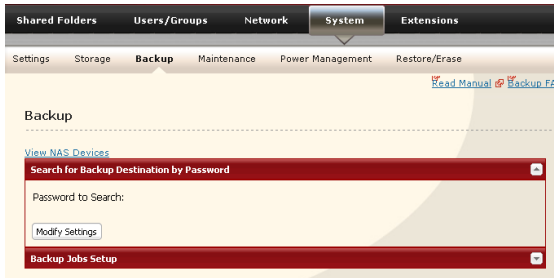 Shared Folders Users/Groups Network System Extensions
Settings Storage Backup Maintenance Power Management Restore/Erase
Read Manual Backup FA
Backup
View NAS Devices
Search for Backup Destination by Password
Password to Search:
Modify Settings
Backup Jobs Setup